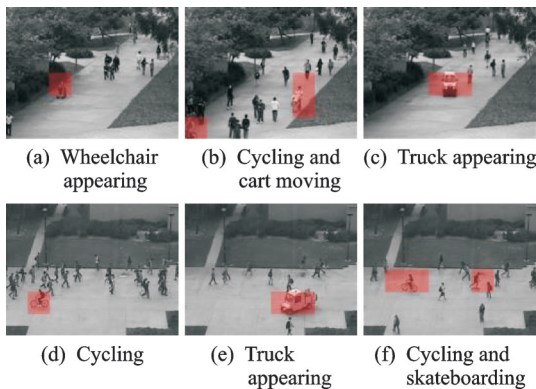 (a) Wheelchair
appearing
(b) Cycling and
cart moving
(c) Truck appearing
(d) Cycling
(e) Truck
appearing
(f) Cycling and
skateboarding